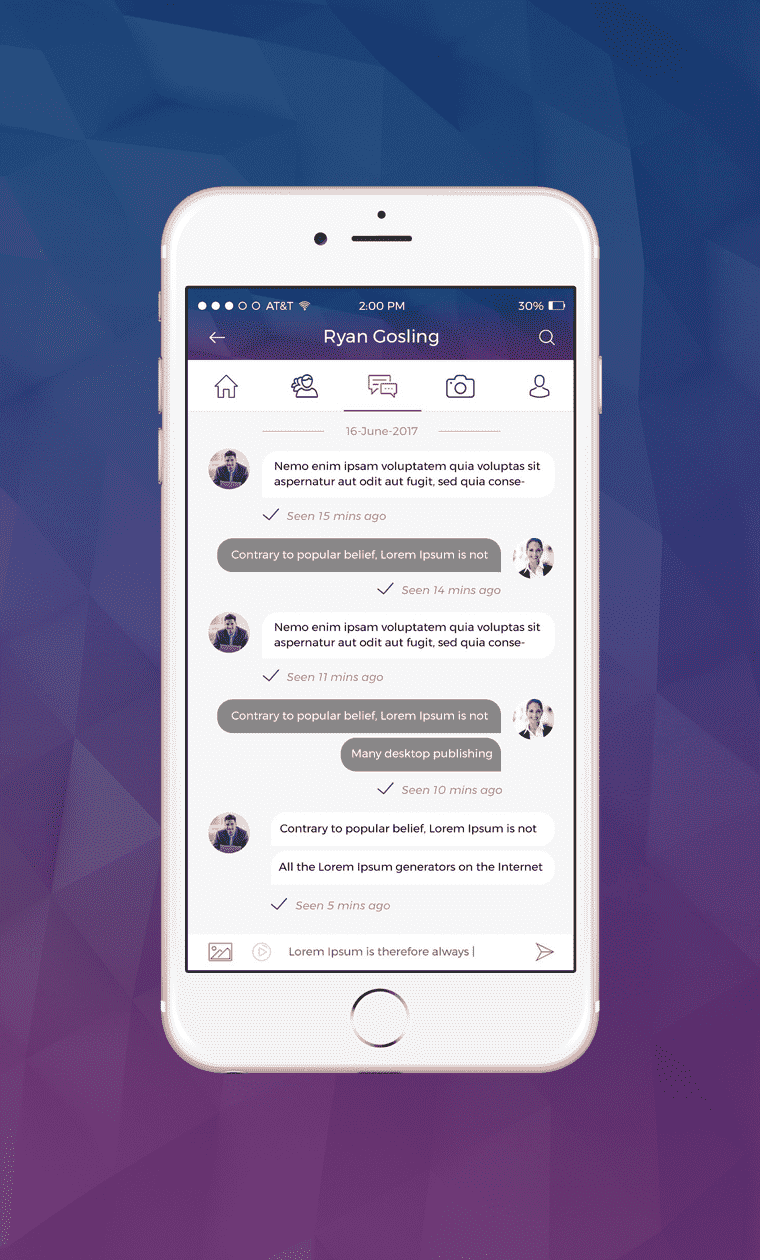 AT&T 2:00 PM 30%
Ryan Gosling
16-June-2017
Nemo enim ipsam voluptatem quia voluptas sit
aspernatur aut odit aut fugit, sed quia conse-
Seen 15 mins ago
Contrary to popular belief, Lorem Ipsum is not
Seen 14 mins ago
Nemo enim ipsam voluptatem quia voluptas sit
aspernatur aut odit aut fugit, sed quia conse-
Seen 11 mins ago
Contrary to popular belief, Lorem Ipsum is not
Many desktop publishing
Seen 10 mins ago
Contrary to popular belief, Lorem Ipsum is not
All the Lorem Ipsum generators on the Internet
Seen 5 mins ago
Lorem Ipsum is therefore always |